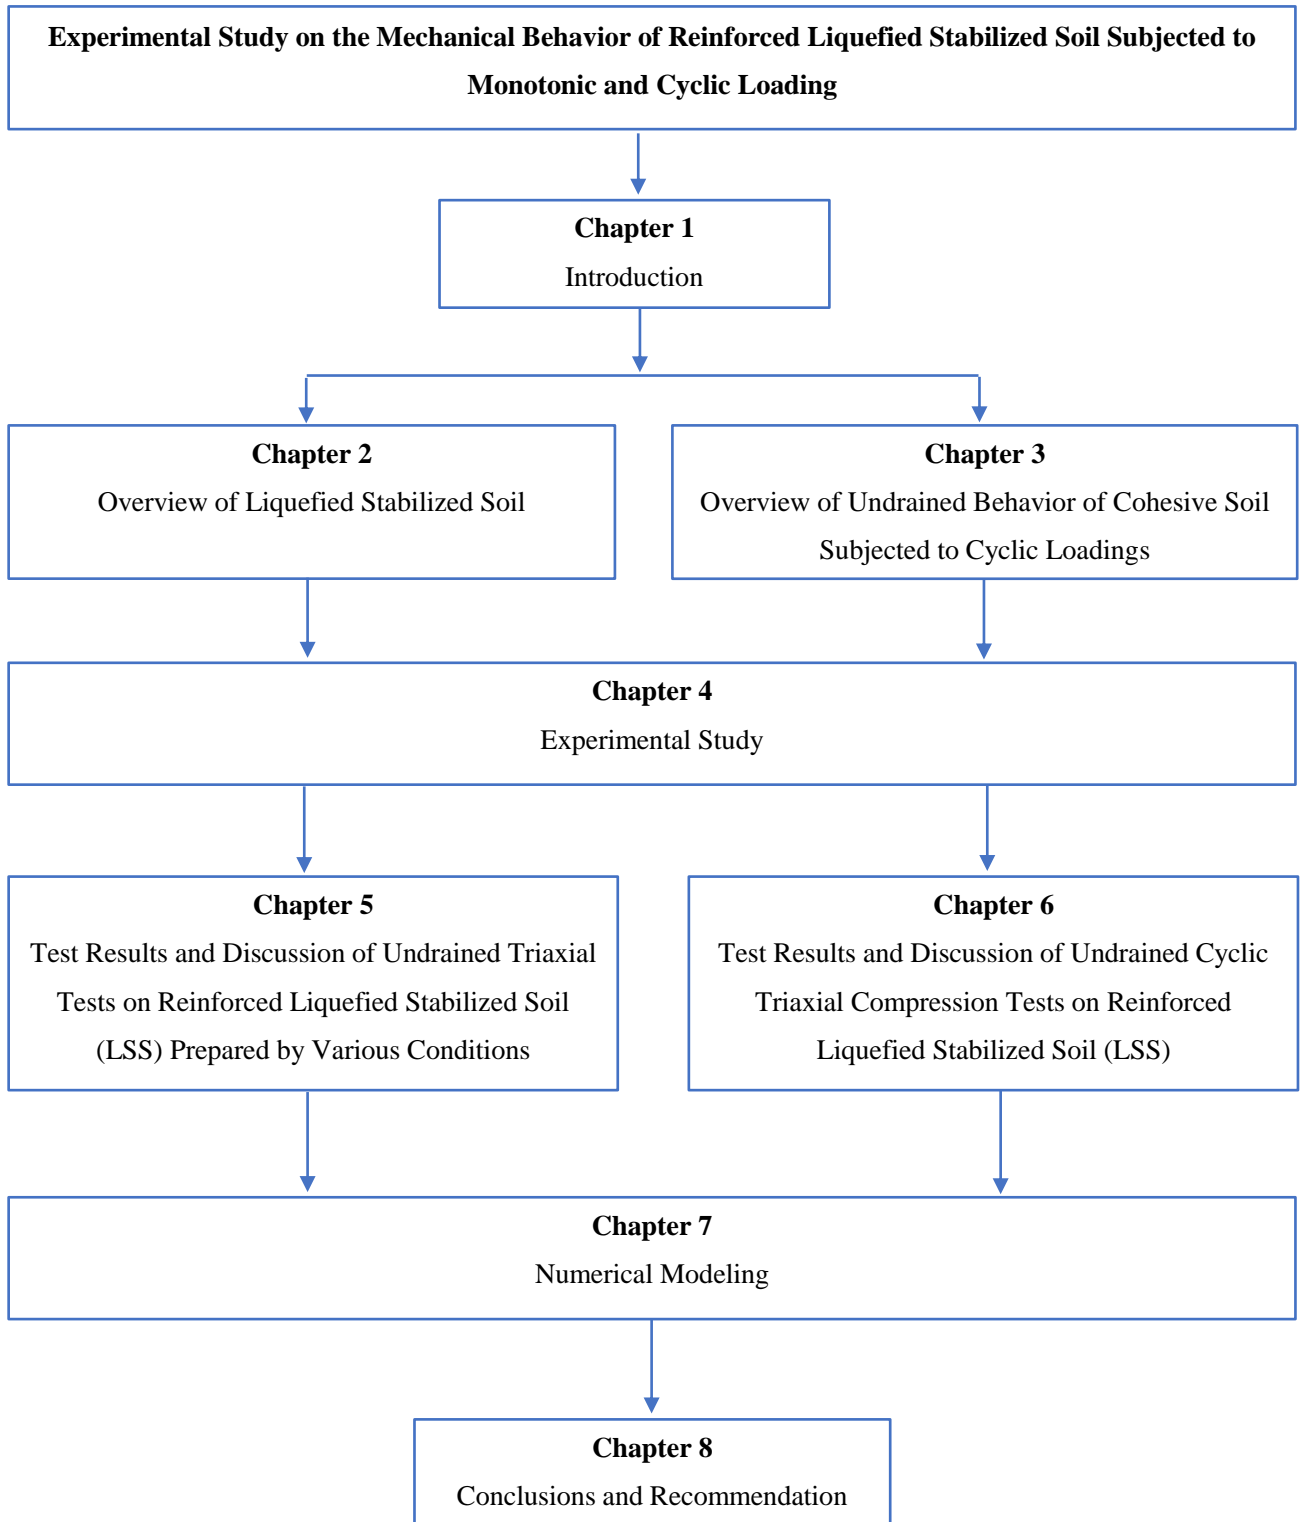 Experimental Study on the Mechanical Behavior of Reinforced Liquefied Stabilized Soil Subjected to
Monotonic and Cyclic Loading
Chapter 1
Introduction
Chapter 2
Overview of Liquefied Stabilized Soil
Chapter 3
Overview of Undrained Behavior of Cohesive Soil
Subjected to Cyclic Loadings
Chapter 4
Experimental Study
Chapter 5
Test Results and Discussion of Undrained Triaxial
Tests on Reinforced Liquefied Stabilized Soil
(LSS) Prepared by Various Conditions
Chapter 6
Test Results and Discussion of Undrained Cyclic
Triaxial Compression Tests on Reinforced
Liquefied Stabilized Soil (LSS)
Chapter 7
Numerical Modeling
Chapter 8
Conclusions and Recommendation